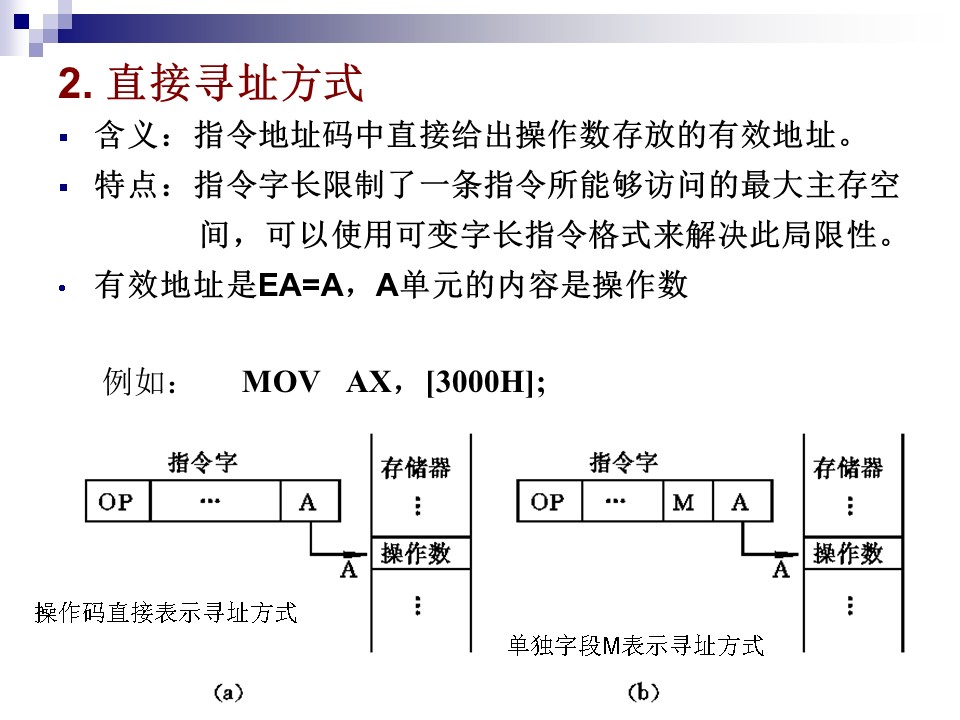 2. 直接寻址方式
含义：指令地址码中直接给出操作数存放的有效地址。
特点：指令字长限制了一条指令所能够访问的最大主存空
间，可以使用可变字长指令格式来解决此局限性。
有效地址是EA=A，A单元的内容是操作数
例如： MOV AX，[3000H];
指令字
OP … A
存储器
⋮
操作数
A
⋮
操作码直接表示寻址方式
(a)
指令字
OP … M A
存储器
⋮
操作数
A
⋮
单独字段M表示寻址方式
(b)